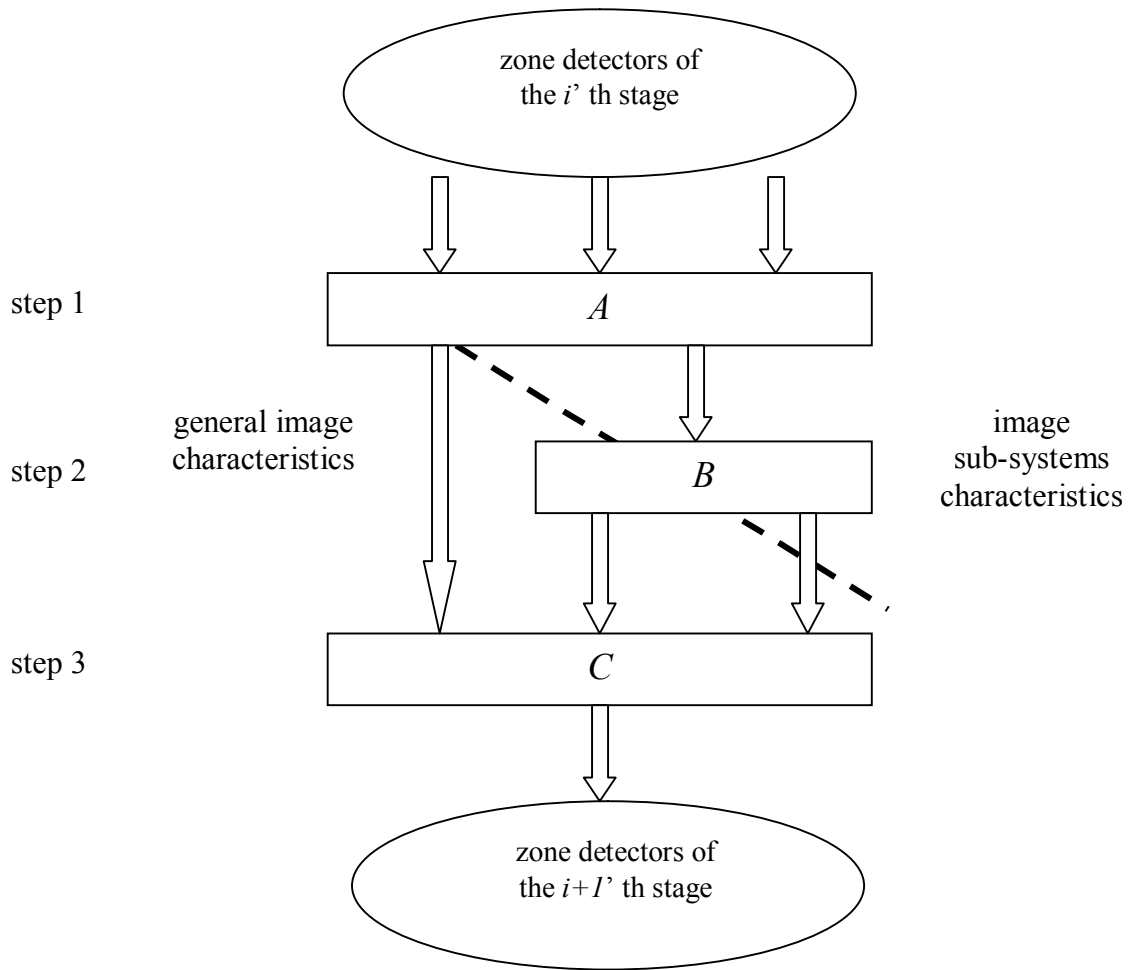 zone detectors of
the i’ th stage
step 1
A
general image
characteristics
image
sub-systems
characteristics
step 2
B
step 3
C
zone detectors of
the i+1’ th stage